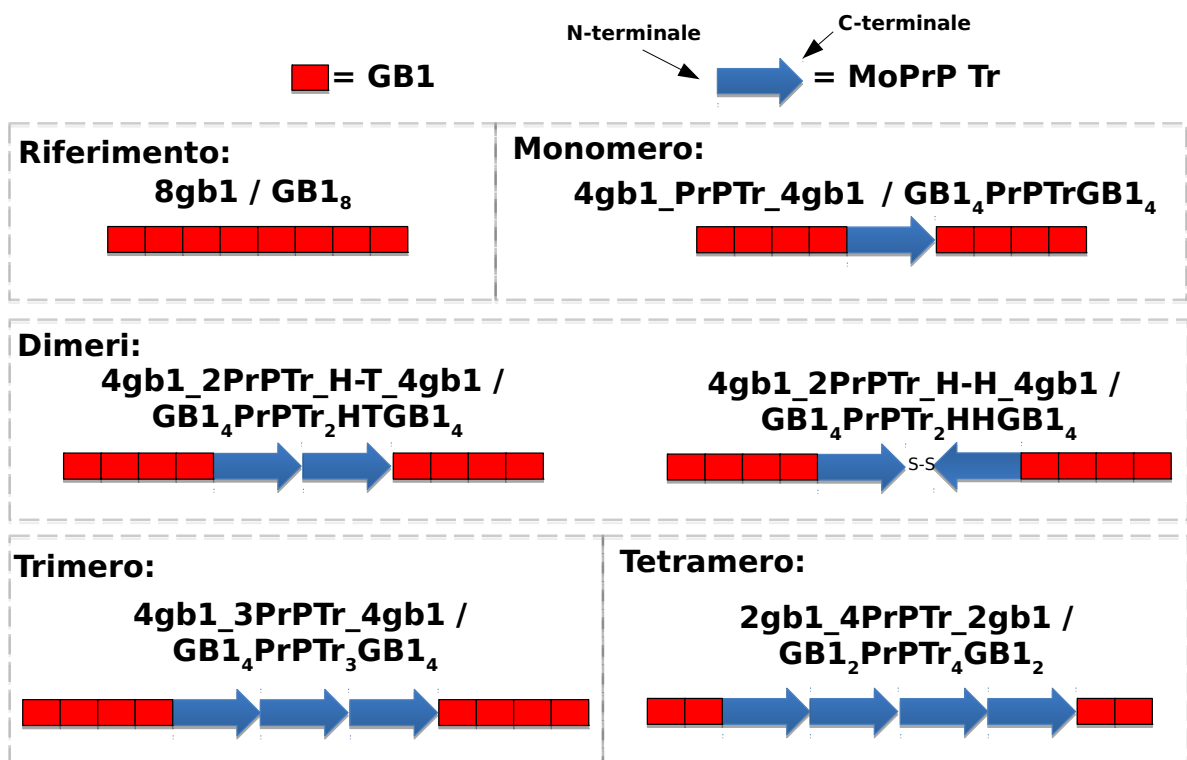 N-terminale
C-terminale
= GB1
= MoPrP Tr
Riferimento:
8gb1 / GB1₈
Monomero:
4gb1_PrPTr_4gb1 / GB1₄PrPTrGB1₄
Dimeri:
4gb1_2PrPTr_H-T_4gb1 /
GB1₄PrPTr₂HTGB1₄
4gb1_2PrPTr_H-H_4gb1 /
GB1₄PrPTr₂HHGB1₄
S-S
Trimero:
4gb1_3PrPTr_4gb1 /
GB1₄PrPTr₃GB1₄
Tetramero:
2gb1_4PrPTr_2gb1 /
GB1₂PrPTr₄GB1₂